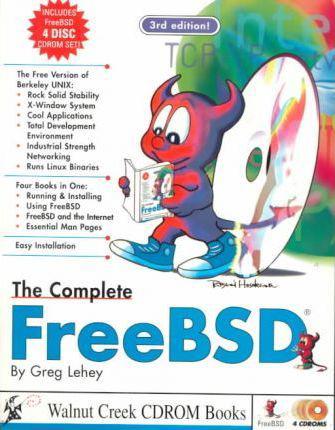 INCLUDES
FreeBSD
4 DISC
CDROM SET!
3rd edition!
TCP
The Free Version of
Berkeley UNIX:
• Rock Solid Stability
• X-Window System
• Cool Applications
• Total Development
Environment
• Industrial Strength
Networking
• Runs Linux Binaries
Four Books in One:
• Running & Installing
• Using FreeBSD
• FreeBSD and the Internet
• Essential Man Pages
Easy Installation
FreeBSD
The Complete
FreeBSD®
By Greg Lehey
Walnut Creek CDROM Books
FreeBSD
4 CDROMS